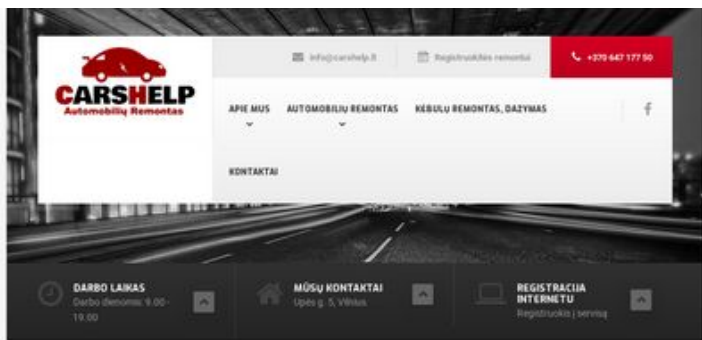 info@carshelp.lt
Registruokitės remontui
+370 647 177 50
CARSHELP
Automobilių Remontas
APIE MUS
AUTOMOBILIŲ REMONTAS
KĖBULŲ REMONTAS, DAŽYMAS
KONTAKTAI
DARBO LAIKAS
Darbo dienomis: 9.00 -
19.00
MŪSŲ KONTAKTAI
Upės g. 5, Vilnius
REGISTRACIJA
INTERNETU
Registruokis į servisą